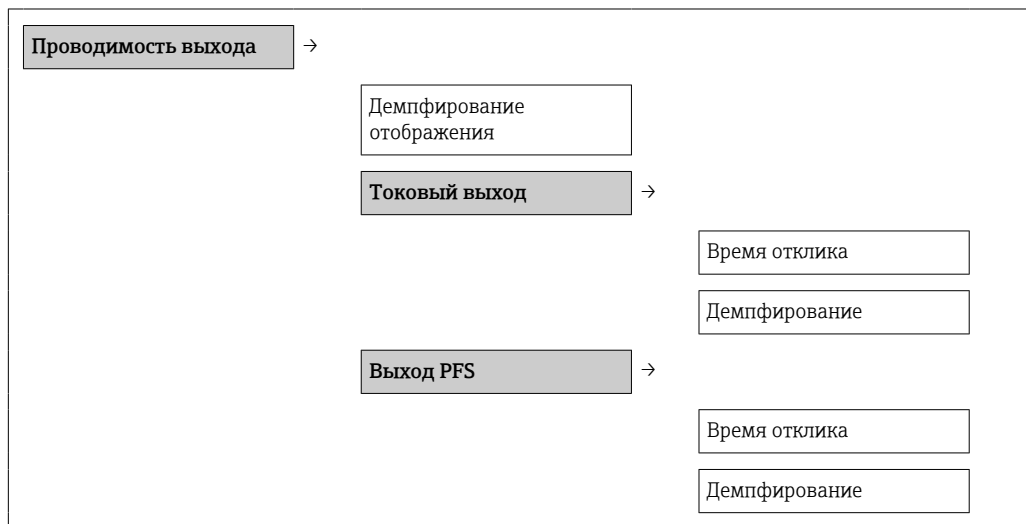 Проводимость выхода →
Демпфирование
отображения
Токовый выход →
Время отклика
Демпфирование
Выход PFS →
Время отклика
Демпфирование